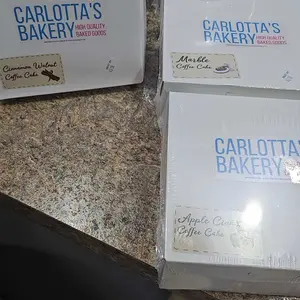 CARLOTTA'S
BAKERY HIGH QUALITY
BAKED GOODS
Cinnamon Walnut
Coffee Cake
CARLOTTA'S
BAKERY HIGH QUALITY
BAKED GOODS
Marble
Coffee Cake
CARLOTTA'S
BAKERY
Apple
Coffee Cake